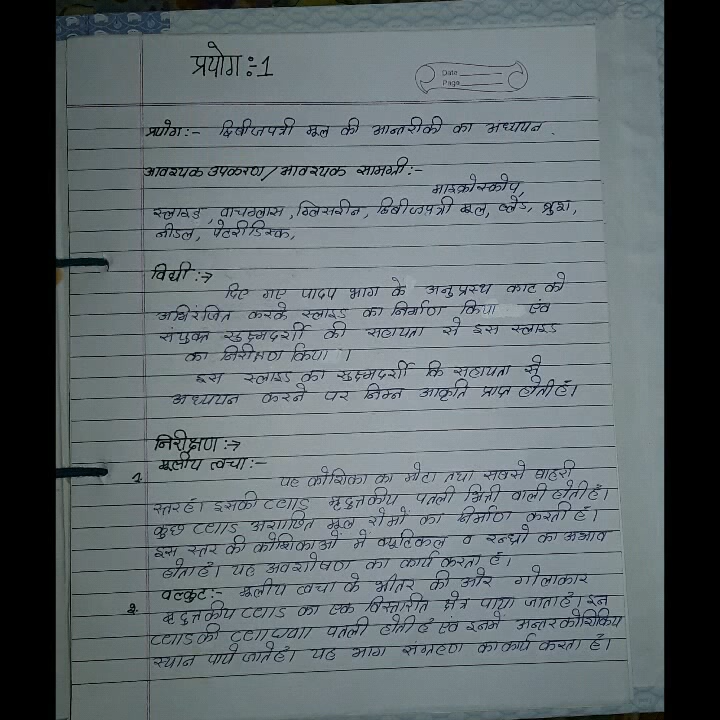 प्रयोग :- 1
Date
Page
प्रयोग:- द्विबीजपत्री मूल की आन्तरीकी का अध्ययन .
आवश्यक उपकरण/आवश्यक सामग्री:-
माइक्रोस्कोप,
स्लाइड, वाचग्लास, ग्लिसरीन, द्विबीजपत्री मूल, ब्लेड, ब्रुश,
नीडल, पेटरीडिस्क,
विधी :→
दिए गए पादप भाग के अनुप्रस्थ काट को
अभिरंजित करके स्लाइड का निर्माण किया एवं
संयुक्त सुक्ष्मदर्शी की सहायता से इस स्लाइड
का निरीक्षण किया ।
इस स्लाइड का सुक्ष्मदर्शी कि सहायता से
अध्ययन करने पर निम्न आकृति प्राप्त होती हैं।
निरीक्षण :→
1. मूलीय त्वचा:-
यह कोशिका का मोटा तथा सबसे बाहरी
स्तर हैं। इसकी मृदुत्तकीय पतली भित्ती वाली होती हैं।
कुछ अशाखित मूल रोमों का निर्माण करती हैं।
इस स्तर की कोशिकाओं में क्युटिकल व रन्ध्रो का अभाव
होता हैं। यह अवशोषण का कार्य करता हैं।
2. वल्कुट:- मूलीय त्वचा के भीतर की और गोलाकार
मृदुत्तकीय का एक विस्तारित क्षेत्र पाया जाता हैं। इन
की पतली होती हैं एवं इनमें अन्तरकोशिकिय
स्थान पाये जाते हैं। यह भाग संग्रहण का कार्य करता हैं।